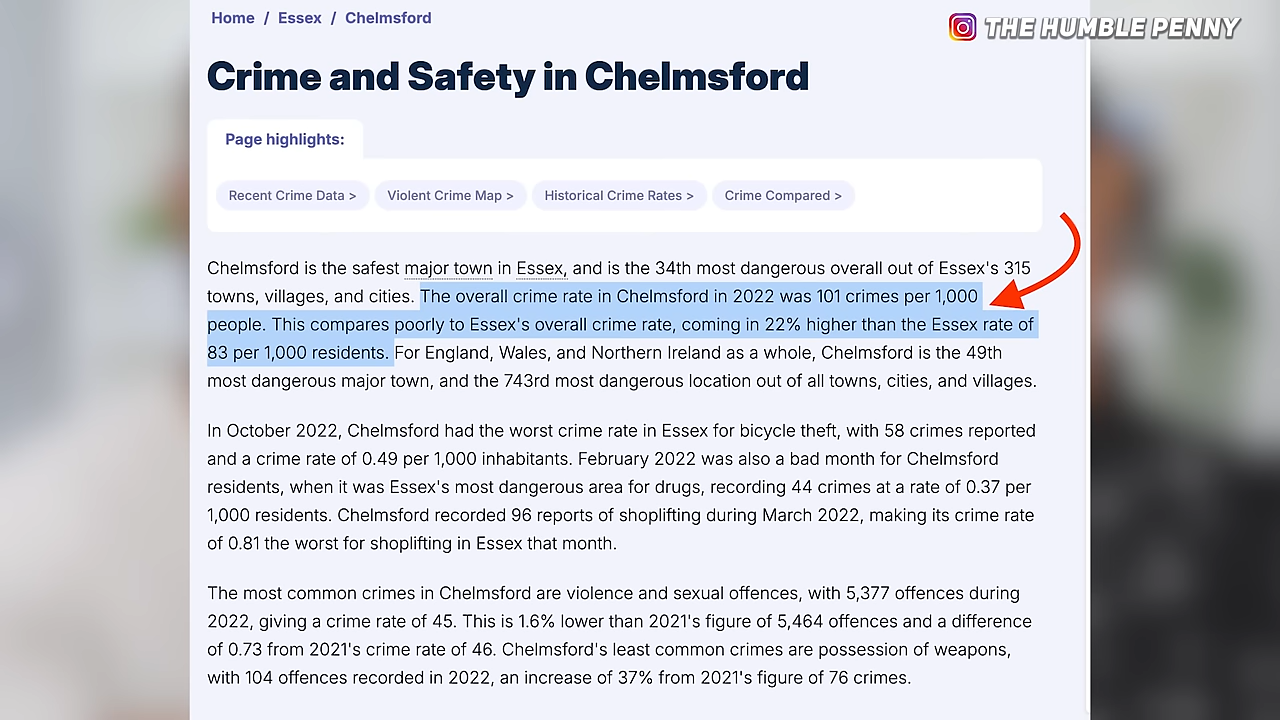 Home / Essex / Chelmsford
THE HUMBLE PENNY
Crime and Safety in Chelmsford
Page highlights:
Recent Crime Data >
Violent Crime Map >
Historical Crime Rates >
Crime Compared >
Chelmsford is the safest major town in Essex, and is the 34th most dangerous overall out of Essex's 315
towns, villages, and cities. The overall crime rate in Chelmsford in 2022 was 101 crimes per 1,000
people. This compares poorly to Essex's overall crime rate, coming in 22% higher than the Essex rate of
83 per 1,000 residents. For England, Wales, and Northern Ireland as a whole, Chelmsford is the 49th
most dangerous major town, and the 743rd most dangerous location out of all towns, cities, and villages.
In October 2022, Chelmsford had the worst crime rate in Essex for bicycle theft, with 58 crimes reported
and a crime rate of 0.49 per 1,000 inhabitants. February 2022 was also a bad month for Chelmsford
residents, when it was Essex's most dangerous area for drugs, recording 44 crimes at a rate of 0.37 per
1,000 residents. Chelmsford recorded 96 reports of shoplifting during March 2022, making its crime rate
of 0.81 the worst for shoplifting in Essex that month.
The most common crimes in Chelmsford are violence and sexual offences, with 5,377 offences during
2022, giving a crime rate of 45. This is 1.6% lower than 2021's figure of 5,464 offences and a difference
of 0.73 from 2021's crime rate of 46. Chelmsford's least common crimes are possession of weapons,
with 104 offences recorded in 2022, an increase of 37% from 2021's figure of 76 crimes.